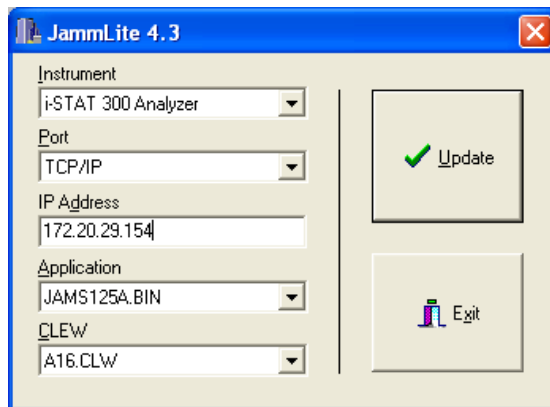 JammLite 4.3
Instrument
i-STAT 300 Analyzer
Port
TCP/IP
IP Address
172.20.29.154
Application
JAMS125A.BIN
CLEW
A16.CLW
Update
Exit